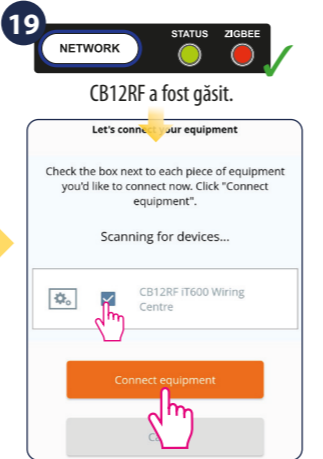 19
NETWORK
STATUS
ZIGBEE
CB12RF a fost găsit.
Let's connect your equipment
Check the box next to each piece of equipment
you'd like to connect now. Click "Connect
equipment".
Scanning for devices...
CB12RF iT600 Wiring
Centre
Connect equipment